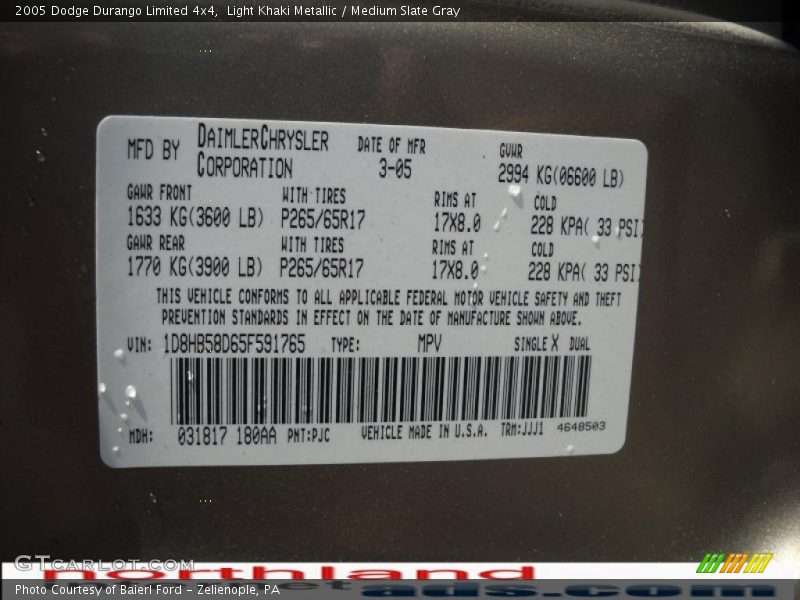 2005 Dodge Durango Limited 4x4, Light Khaki Metallic / Medium Slate Gray
MFD BY DAIMLERCHRYSLER CORPORATION DATE OF MFR 3-05 GVWR 2994 KG(06600 LB)
GAWR FRONT WITH TIRES RIMS AT COLD
1633 KG(3600 LB) P265/65R17 17X8.0 228 KPA( 33 PSI)
GAWR REAR WITH TIRES RIMS AT COLD
1770 KG(3900 LB) P265/65R17 17X8.0 228 KPA( 33 PSI)
THIS VEHICLE CONFORMS TO ALL APPLICABLE FEDERAL MOTOR VEHICLE SAFETY AND THEFT
PREVENTION STANDARDS IN EFFECT ON THE DATE OF MANUFACTURE SHOWN ABOVE.
VIN: 1D8HB58D65F591765 TYPE: MPV SINGLE X DUAL
MDH: 031817 180AA PNT:PJC VEHICLE MADE IN U.S.A. TRM:JJJ1 4648503
GTCARLOT.COM
northland
ads.com
Photo Courtesy of Baierl Ford - Zelienople, PA